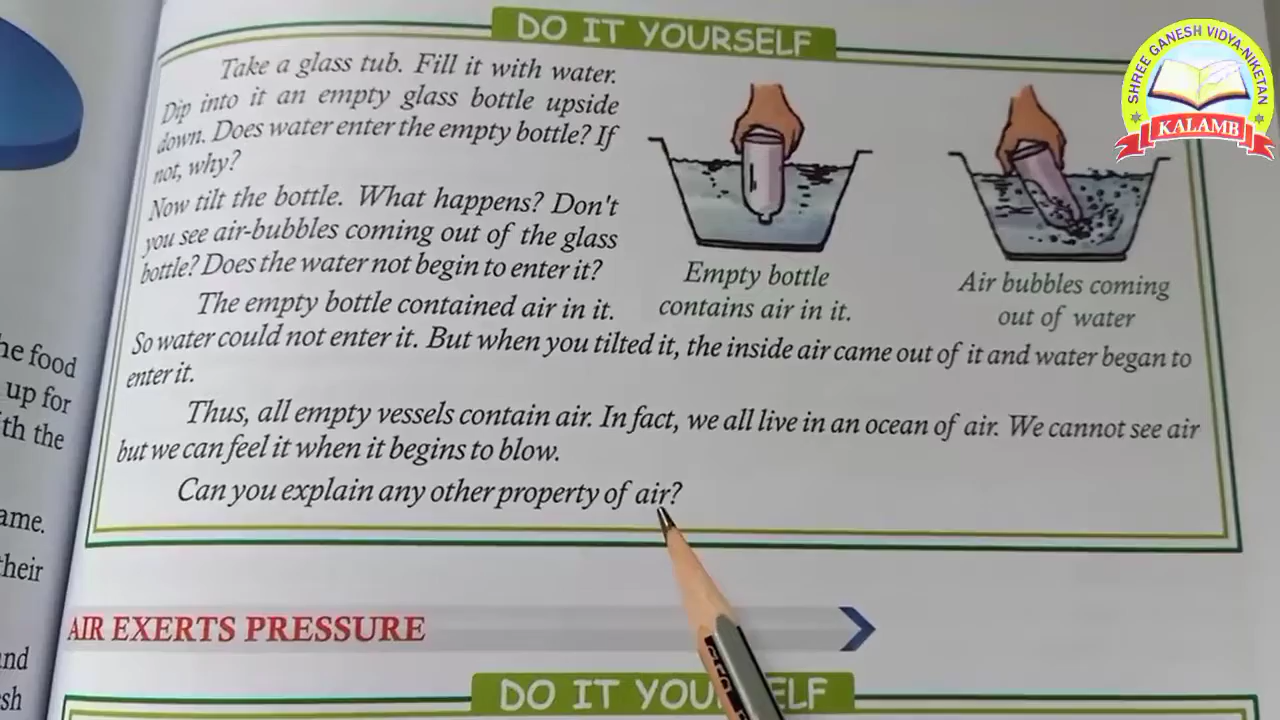 DO IT YOURSELF
Take a glass tub. Fill it with water.
Dip into it an empty glass bottle upside
down. Does water enter the empty bottle? If
not, why?
Now tilt the bottle. What happens? Don't
you see air-bubbles coming out of the glass
bottle? Does the water not begin to enter it?
The empty bottle contained air in it.
So water could not enter it. But when you tilted it, the inside air came out of it and water began to
enter it.
Thus, all empty vessels contain air. In fact, we all live in an ocean of air. We cannot see air
but we can feel it when it begins to blow.
Can you explain any other property of air?
Empty bottle
contains air in it.
Air bubbles coming
out of water
AIR EXERTS PRESSURE
DO IT YOU ELF
food
up for
the
SHREE GANESH VIDYA-NIKETAN
KALAMB